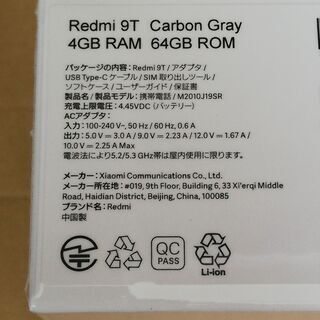 Redmi 9T Carbon Gray
4GB RAM 64GB ROM
パッケージの内容：Redmi 9T / アダプタ /
USB Type-C ケーブル / SIM 取り出しツール /
ソフトケース / ユーザーガイド / 保証書
製品名 / 製品モデル：携帯電話 / M2010J19SR
充電上限電圧：4.45VDC (バッテリー)
ACアダプタ：
入力：100-240V~, 50 Hz / 60 Hz, 0.6 A
出力：5.0 V ⎓ 3.0 A / 9.0 V ⎓ 2.23 A / 12.0 V ⎓ 1.67 A /
10.0 V ⎓ 2.25 A Max
電波法により5.2/5.3 GHz帯は屋内使用に限ります。
メーカー：Xiaomi Communications Co., Ltd.
メーカー所在地：#019, 9th Floor, Building 6, 33 Xi'erqi Middle
Road, Haidian District, Beijing, China, 100085
ブランド名：Redmi
中国製
QC
PASS
Li-ion